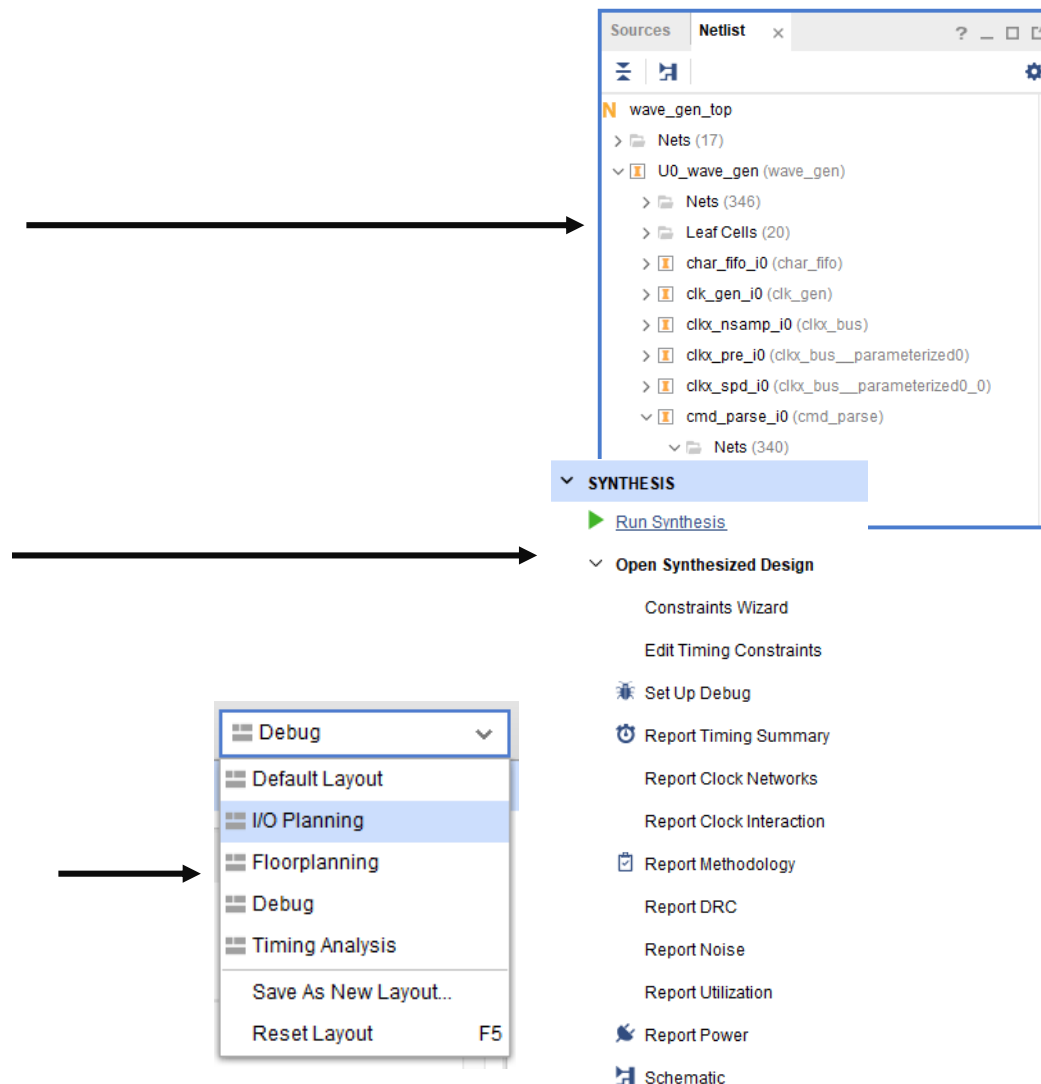 Sources Netlist
wave_gen_top
Nets (17)
U0_wave_gen (wave_gen)
Nets (346)
Leaf Cells (20)
char_fifo_i0 (char_fifo)
clk_gen_i0 (clk_gen)
clkx_nsamp_i0 (clkx_bus)
clkx_pre_i0 (clkx_bus__parameterized0)
clkx_spd_i0 (clkx_bus__parameterized0_0)
cmd_parse_i0 (cmd_parse)
Nets (340)
SYNTHESIS
Run Synthesis
Open Synthesized Design
Constraints Wizard
Edit Timing Constraints
Set Up Debug
Report Timing Summary
Report Clock Networks
Report Clock Interaction
Report Methodology
Report DRC
Report Noise
Report Utilization
Report Power
Schematic
Debug
Default Layout
I/O Planning
Floorplanning
Debug
Timing Analysis
Save As New Layout...
Reset Layout F5